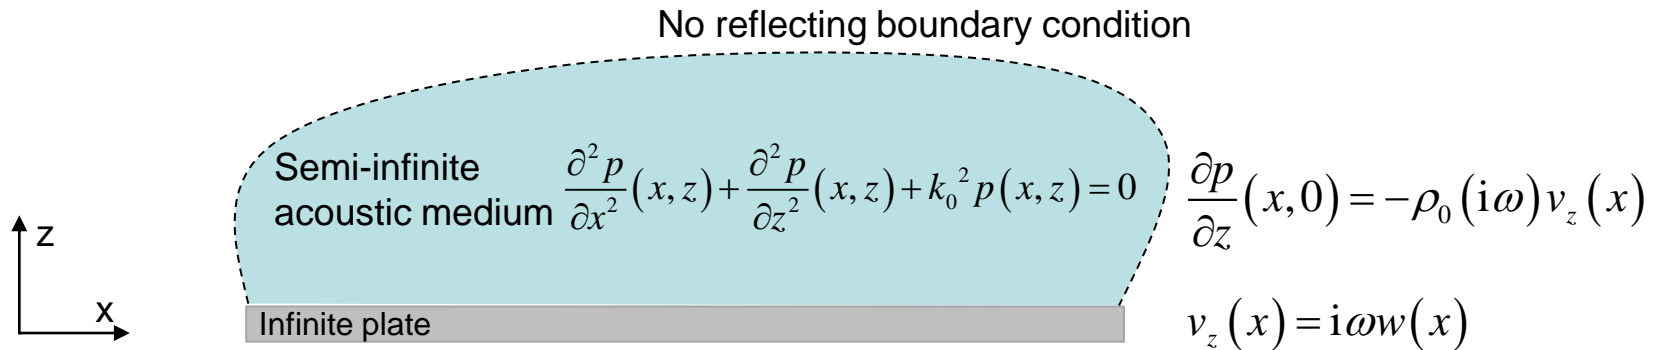 No reflecting boundary condition
Semi-infinite
acoustic medium
∂²p/∂x² (x, z) + ∂²p/∂z² (x, z) + k₀² p(x, z) = 0
∂p/∂z (x, 0) = −ρ₀ (iω) v_z (x)
z
x
Infinite plate
v_z (x) = iωw(x)